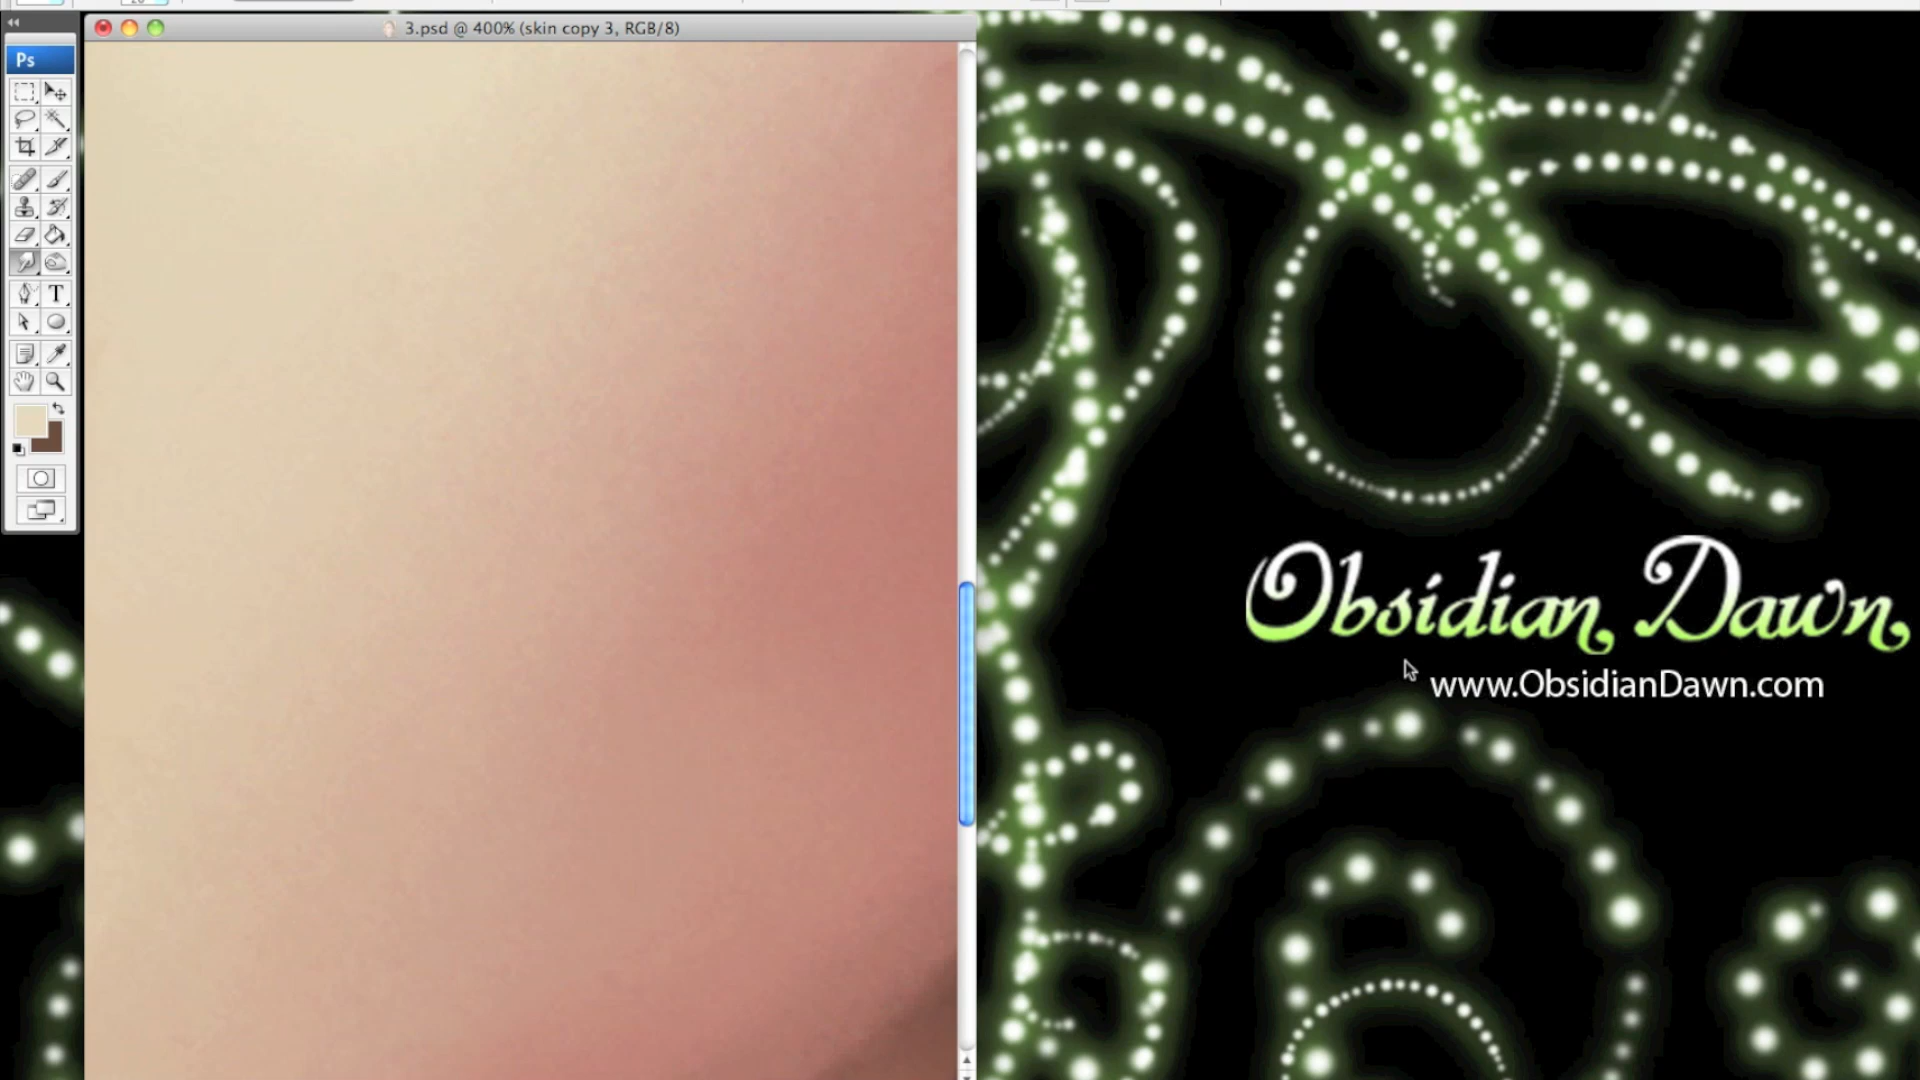 3.psd @ 400% (skin copy 3, RGB/8)
Ps
T
Obsidian Dawn
www.ObsidianDawn.com